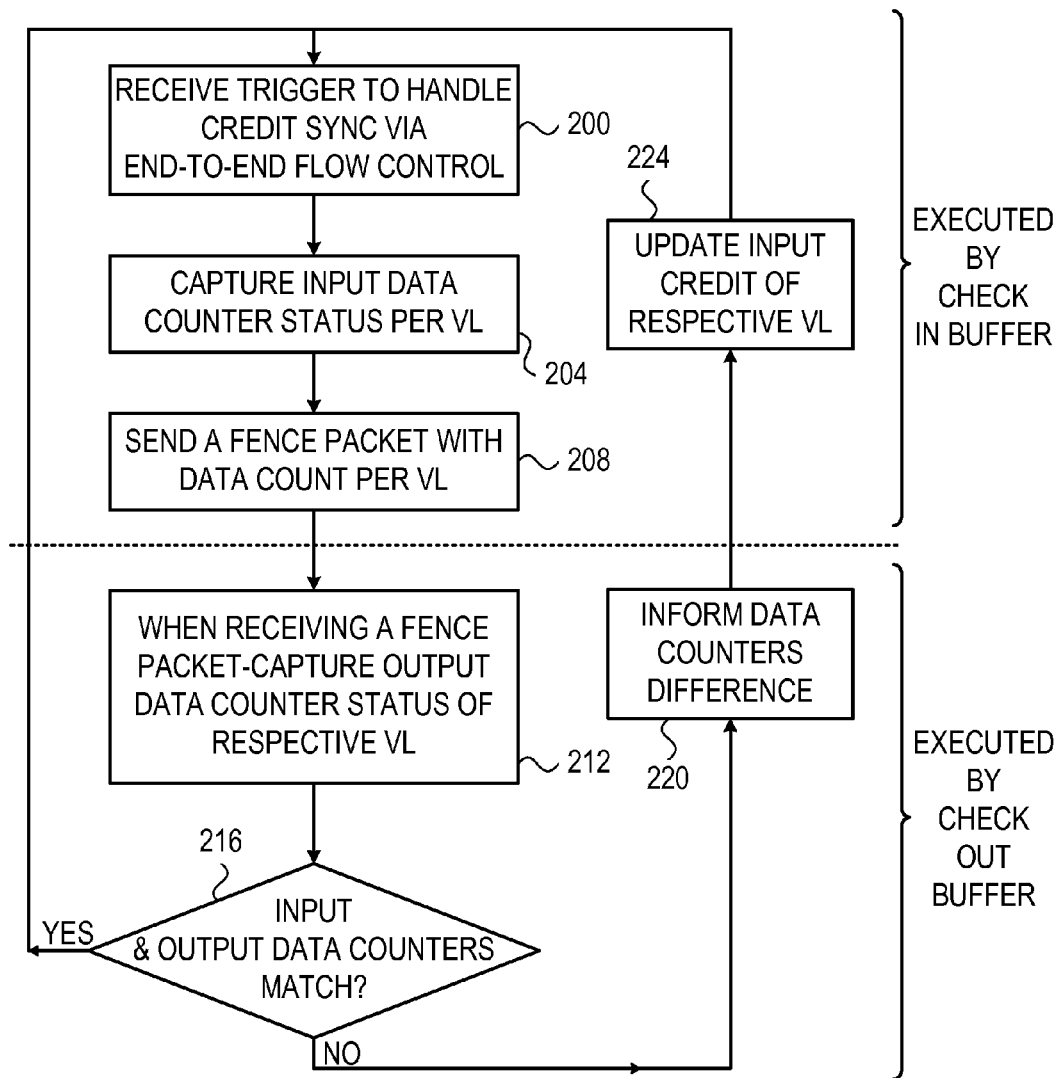 RECEIVE TRIGGER TO HANDLE
CREDIT SYNC VIA
END-TO-END FLOW CONTROL
200
CAPTURE INPUT DATA
COUNTER STATUS PER VL
204
SEND A FENCE PACKET WITH
DATA COUNT PER VL
208
224
UPDATE INPUT
CREDIT OF
RESPECTIVE VL
EXECUTED
BY
CHECK
IN BUFFER
WHEN RECEIVING A FENCE
PACKET-CAPTURE OUTPUT
DATA COUNTER STATUS OF
RESPECTIVE VL
212
INFORM DATA
COUNTERS
DIFFERENCE
220
216
INPUT
& OUTPUT DATA COUNTERS
MATCH?
YES
NO
EXECUTED
BY
CHECK
OUT
BUFFER